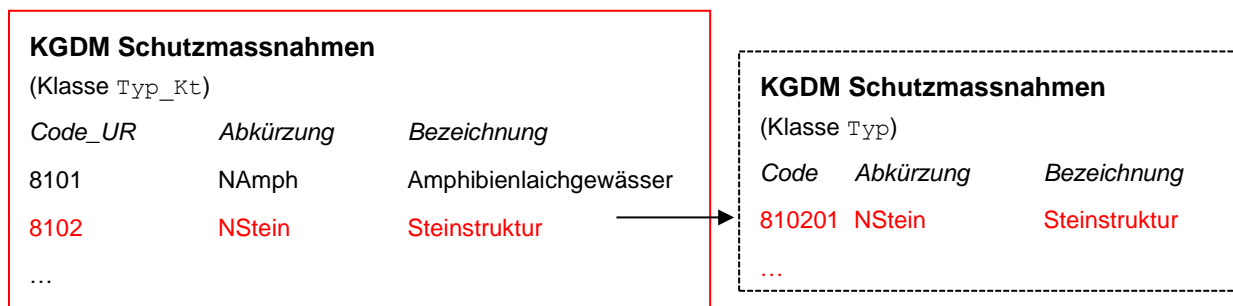 KGDM Schutzmassnahmen
(Klasse Typ_Kt)
Code_UR Abkürzung Bezeichnung
8101 NAmph Amphibienlaichgewässer
8102 NStein Steinstruktur
…
KGDM Schutzmassnahmen
(Klasse Typ)
Code Abkürzung Bezeichnung
810201 NStein Steinstruktur
…